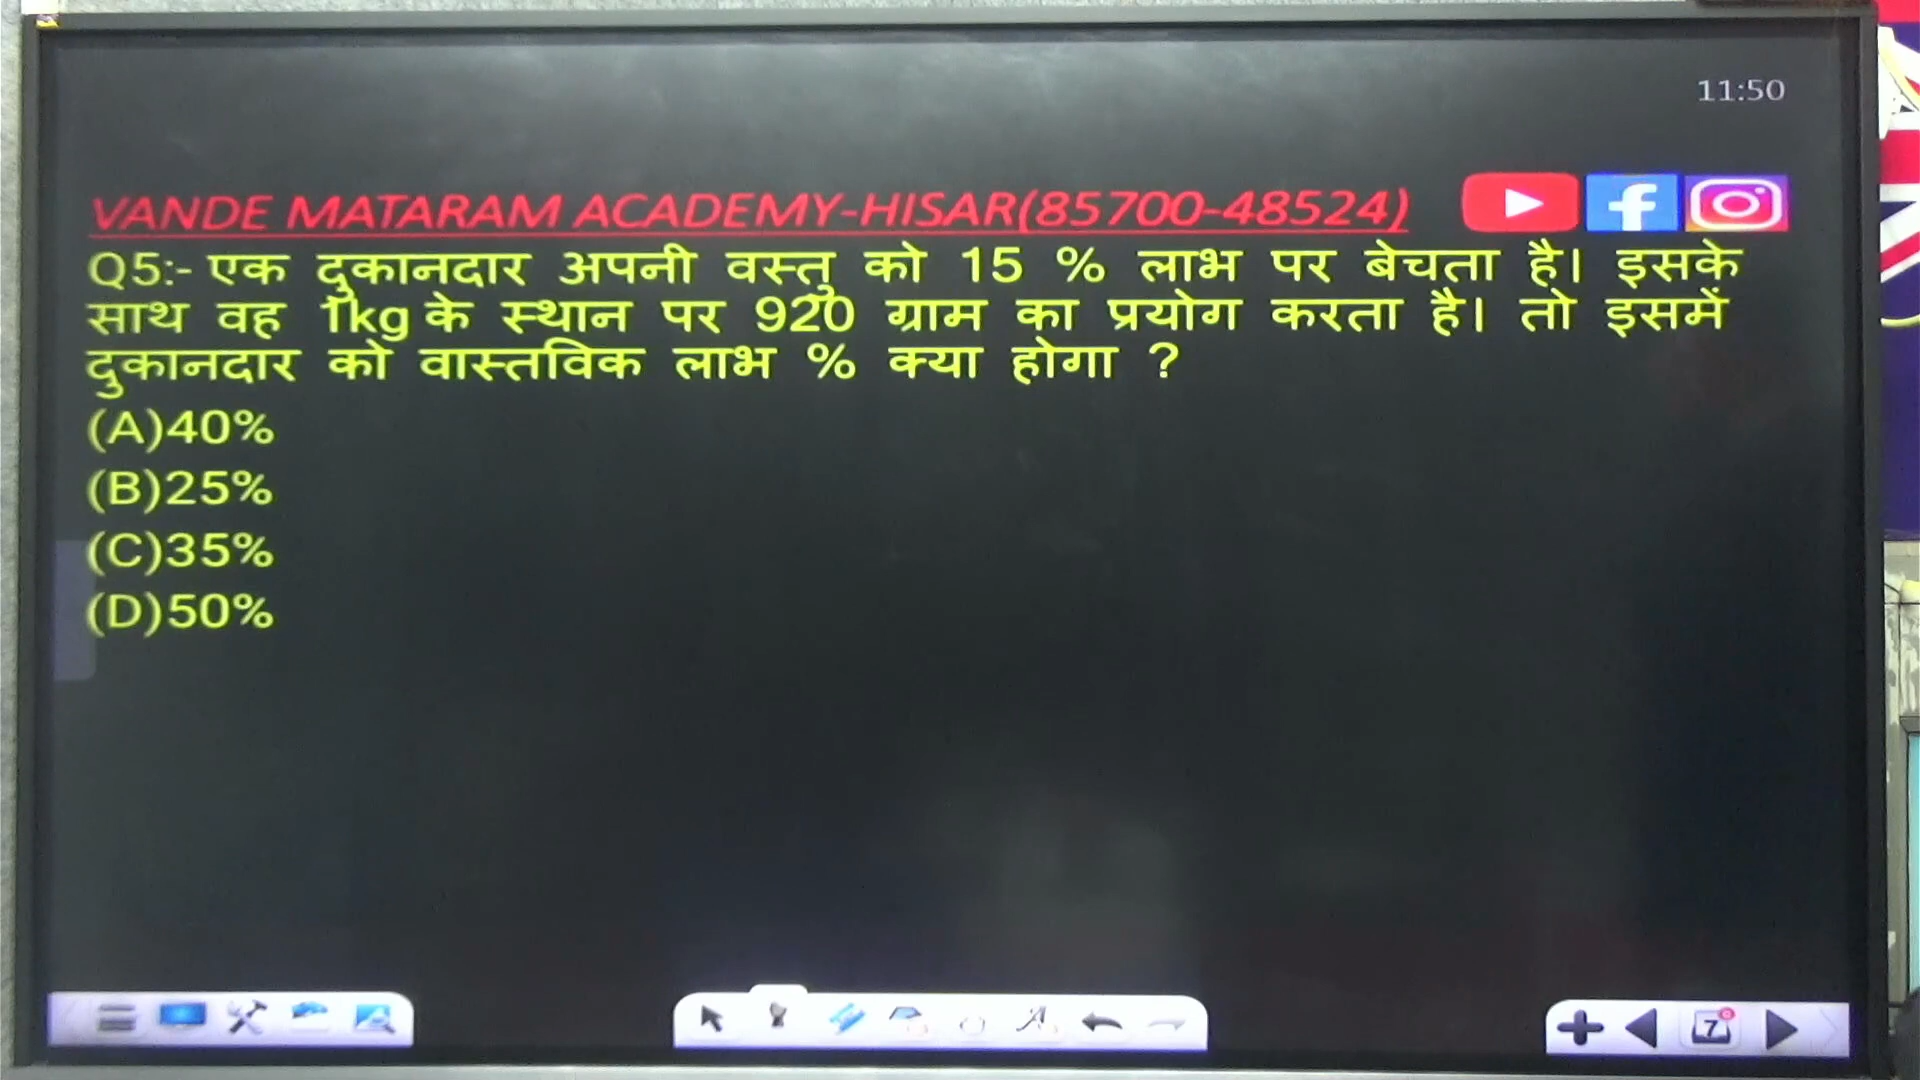 11:50
VANDE MATARAM ACADEMY-HISAR(85700-48524)
Q5:- एक दुकानदार अपनी वस्तु को 15 % लाभ पर बेचता है। इसके
साथ वह 1kg के स्थान पर 920 ग्राम का प्रयोग करता है। तो इसमें
दुकानदार को वास्तविक लाभ % क्या होगा ?
(A)40%
(B)25%
(C)35%
(D)50%
7